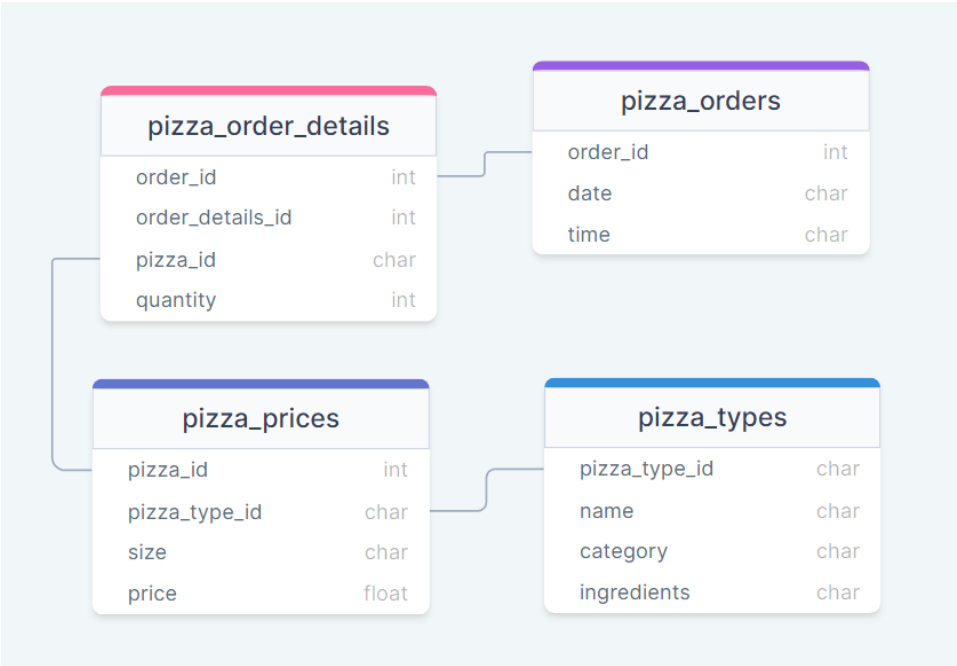 pizza_order_details
order_id int
order_details_id int
pizza_id char
quantity int
pizza_orders
order_id int
date char
time char
pizza_prices
pizza_id int
pizza_type_id char
size char
price float
pizza_types
pizza_type_id char
name char
category char
ingredients char